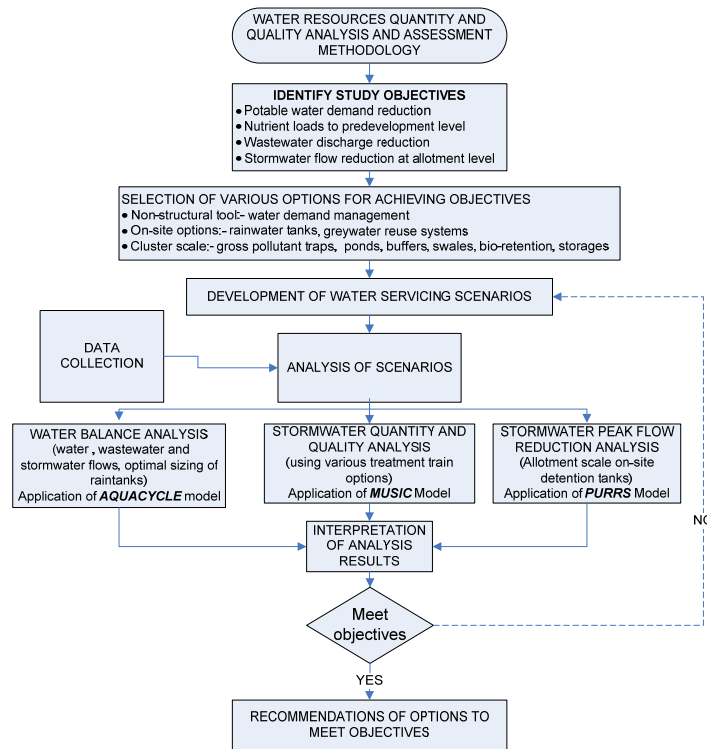 WATER RESOURCES QUANTITY AND
QUALITY ANALYSIS AND ASSESSMENT
METHODOLOGY
IDENTIFY STUDY OBJECTIVES
• Potable water demand reduction
• Nutrient loads to predevelopment level
• Wastewater discharge reduction
• Stormwater flow reduction at allotment level
SELECTION OF VARIOUS OPTIONS FOR ACHIEVING OBJECTIVES
• Non-structural tool:- water demand management
• On-site options:- rainwater tanks, greywater reuse systems
• Cluster scale:- gross pollutant traps, ponds, buffers, swales, bio-retention, storages
DEVELOPMENT OF WATER SERVICING SCENARIOS
DATA
COLLECTION
ANALYSIS OF SCENARIOS
WATER BALANCE ANALYSIS
(water , wastewater and
stormwater flows, optimal sizing of
raintanks)
Application of AQUACYCLE model
STORMWATER QUANTITY AND
QUALITY ANALYSIS
(using various treatment train
options)
Application of MUSIC Model
STORMWATER PEAK FLOW
REDUCTION ANALYSIS
(Allotment scale on-site
detention tanks)
Application of PURRS Model
NO
INTERPRETATION
OF ANALYSIS
RESULTS
Meet
objectives
YES
RECOMMENDATIONS OF OPTIONS TO
MEET OBJECTIVES